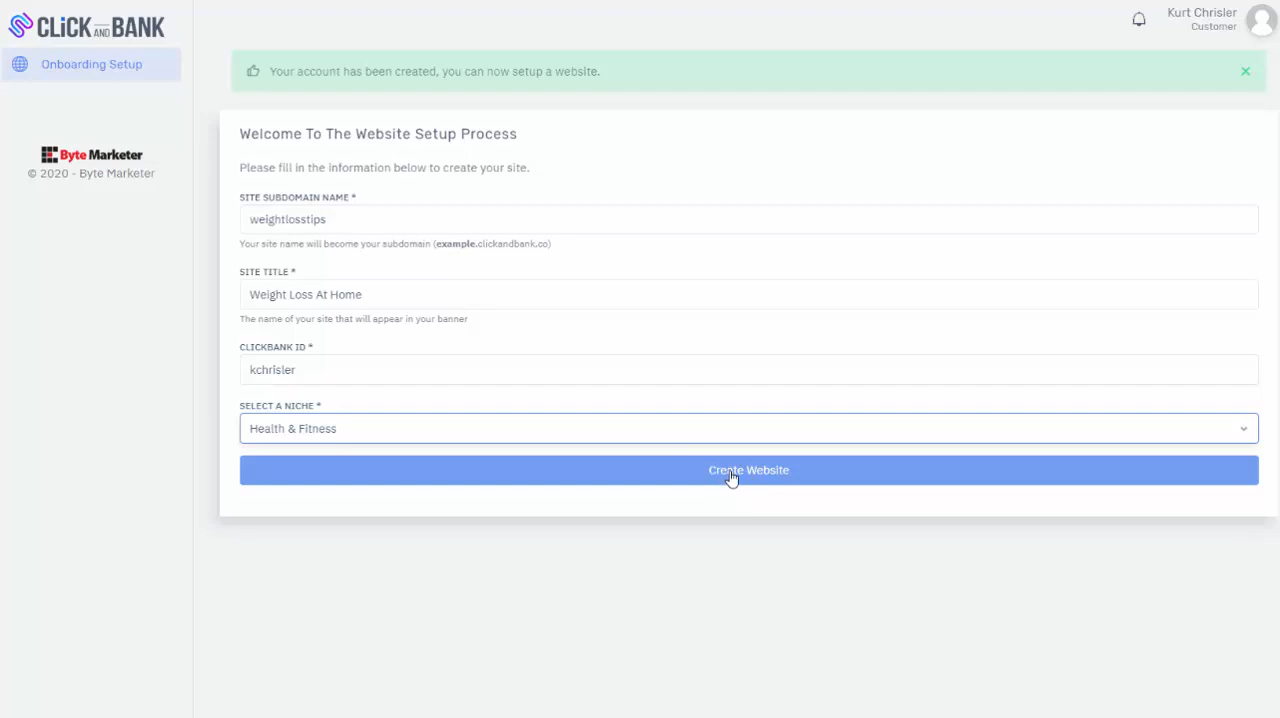 CLICK AND BANK
Kurt Chrisler
Customer
Onboarding Setup
Your account has been created, you can now setup a website.
Welcome To The Website Setup Process
Please fill in the information below to create your site.
SITE SUBDOMAIN NAME *
weightlosstips
Your site name will become your subdomain (example.clickandbank.co)
SITE TITLE *
Weight Loss At Home
The name of your site that will appear in your banner
CLICKBANK ID *
kchrisler
SELECT A NICHE *
Health & Fitness
Create Website
Byte Marketer
© 2020 - Byte Marketer